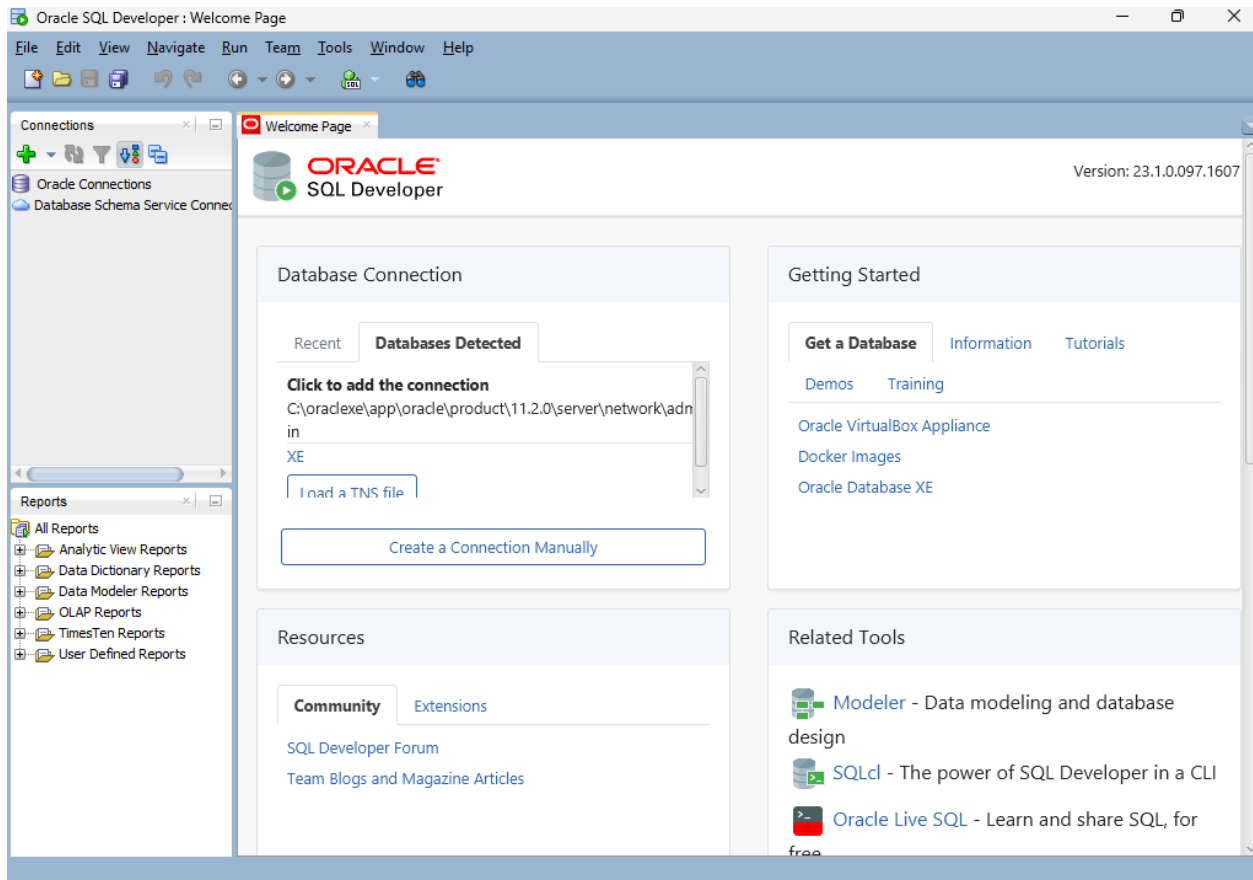 Oracle SQL Developer : Welcome Page
File Edit View Navigate Run Team Tools Window Help
SQL
Connections
Oracle Connections
Database Schema Service Connec
Reports
All Reports
Analytic View Reports
Data Dictionary Reports
Data Modeler Reports
OLAP Reports
TimesTen Reports
User Defined Reports
Welcome Page
ORACLE
SQL Developer
Version: 23.1.0.097.1607
Database Connection
Recent Databases Detected
Click to add the connection
C:\oraclexe\app\oracle\product\11.2.0\server\network\adm
in
XE
Load a TNS file
Create a Connection Manually
Getting Started
Get a Database Information Tutorials
Demos Training
Oracle VirtualBox Appliance
Docker Images
Oracle Database XE
Resources
Community Extensions
SQL Developer Forum
Team Blogs and Magazine Articles
Related Tools
Modeler - Data modeling and database
design
SQLcl - The power of SQL Developer in a CLI
Oracle Live SQL - Learn and share SQL, for
free